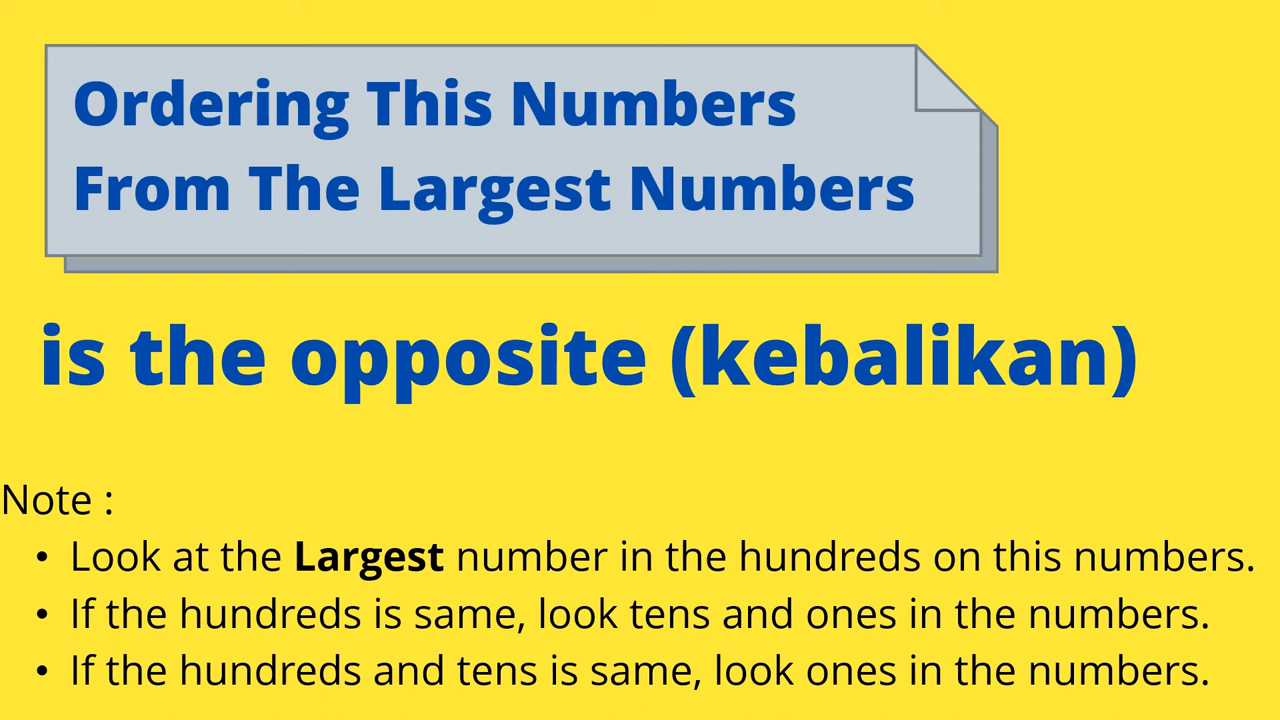 Ordering This Numbers
From The Largest Numbers
is the opposite (kebalikan)
Note :
• Look at the Largest number in the hundreds on this numbers.
• If the hundreds is same, look tens and ones in the numbers.
• If the hundreds and tens is same, look ones in the numbers.